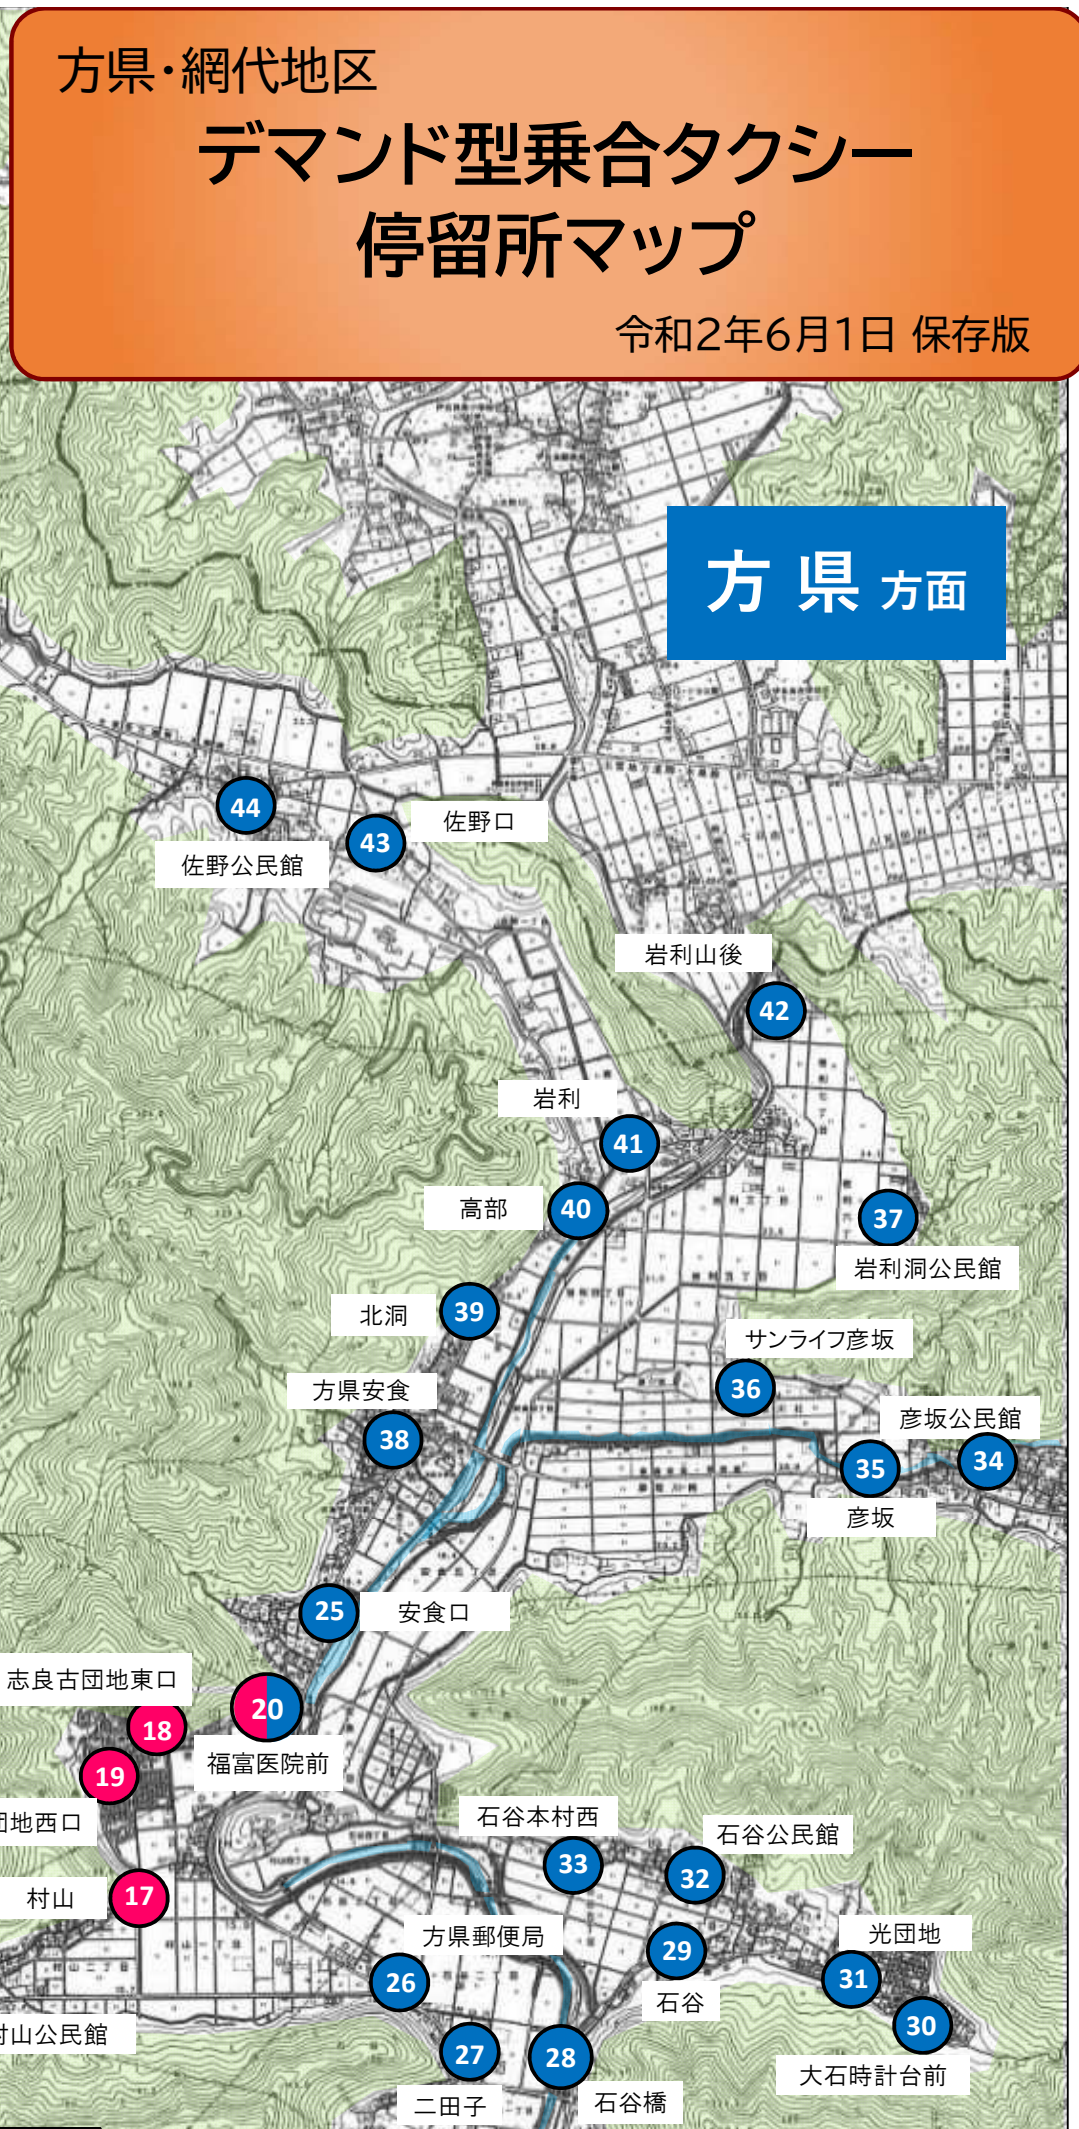 方県・網代地区
デマンド型乗合タクシー
停留所マップ
令和2年6月1日 保存版
方 県 方面
44
佐野公民館
43
佐野口
岩利山後
42
岩利
41
高部
40
37
岩利洞公民館
北洞
39
サンライフ彦坂
36
方県安食
38
彦坂公民館
34
35
彦坂
25
安食口
志良古団地東口
18
20
福富医院前
19
団地西口
村山
17
石谷本村西
33
石谷公民館
32
方県郵便局
26
29
石谷
光団地
31
30
大石時計台前
村山公民館
27
二田子
28
石谷橋